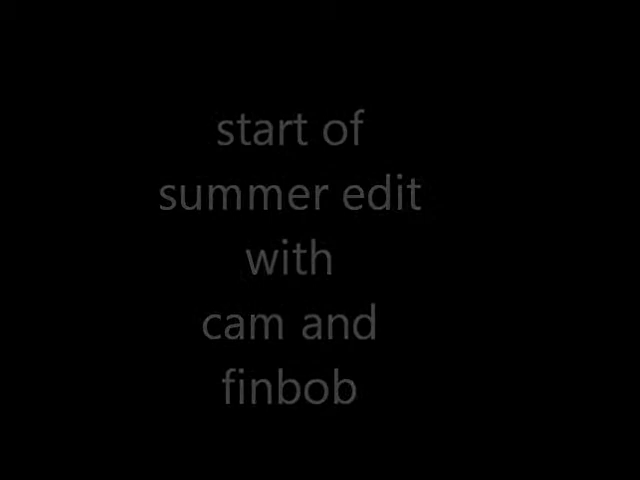 start of
summer edit
with
cam and
finbob